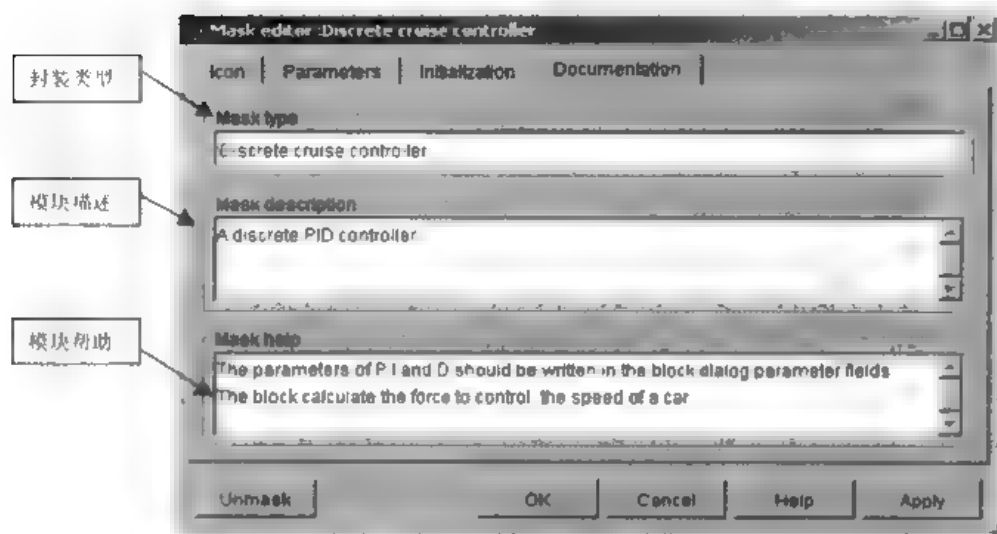 Mask editor :Discrete cruise controller
Icon Parameters Initialization Documentation
封装类型
Mask type
Discrete cruise controller
模块描述
Mask description
A discrete PID controller
模块帮助
Mask help
The parameters of P I and D should be written in the block dialog parameter fields
The block calculate the force to control the speed of a car
Unmask OK Cancel Help Apply